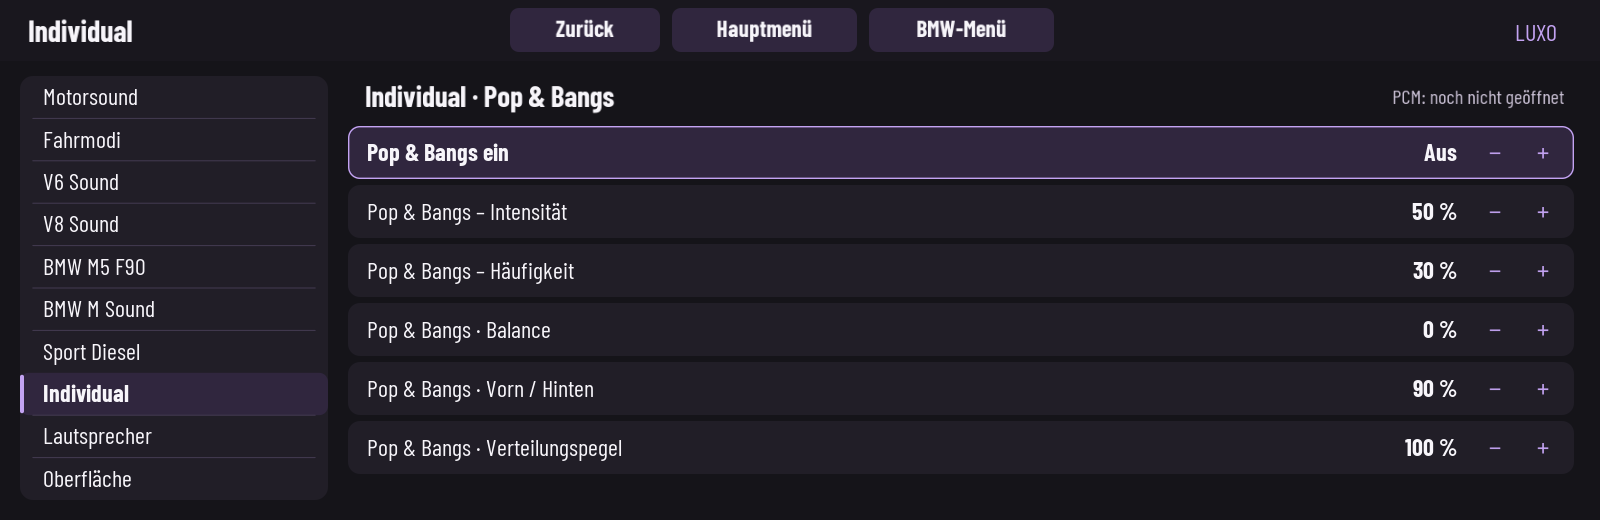 Individual
Zurück
Hauptmenü
BMW-Menü
LUXO
Motorsound
Fahrmodi
V6 Sound
V8 Sound
BMW M5 F90
BMW M Sound
Sport Diesel
Individual
Lautsprecher
Oberfläche
Individual · Pop & Bangs
PCM: noch nicht geöffnet
Pop & Bangs ein Aus − +
Pop & Bangs – Intensität 50 % − +
Pop & Bangs – Häufigkeit 30 % − +
Pop & Bangs · Balance 0 % − +
Pop & Bangs · Vorn / Hinten 90 % − +
Pop & Bangs · Verteilungspegel 100 % − +